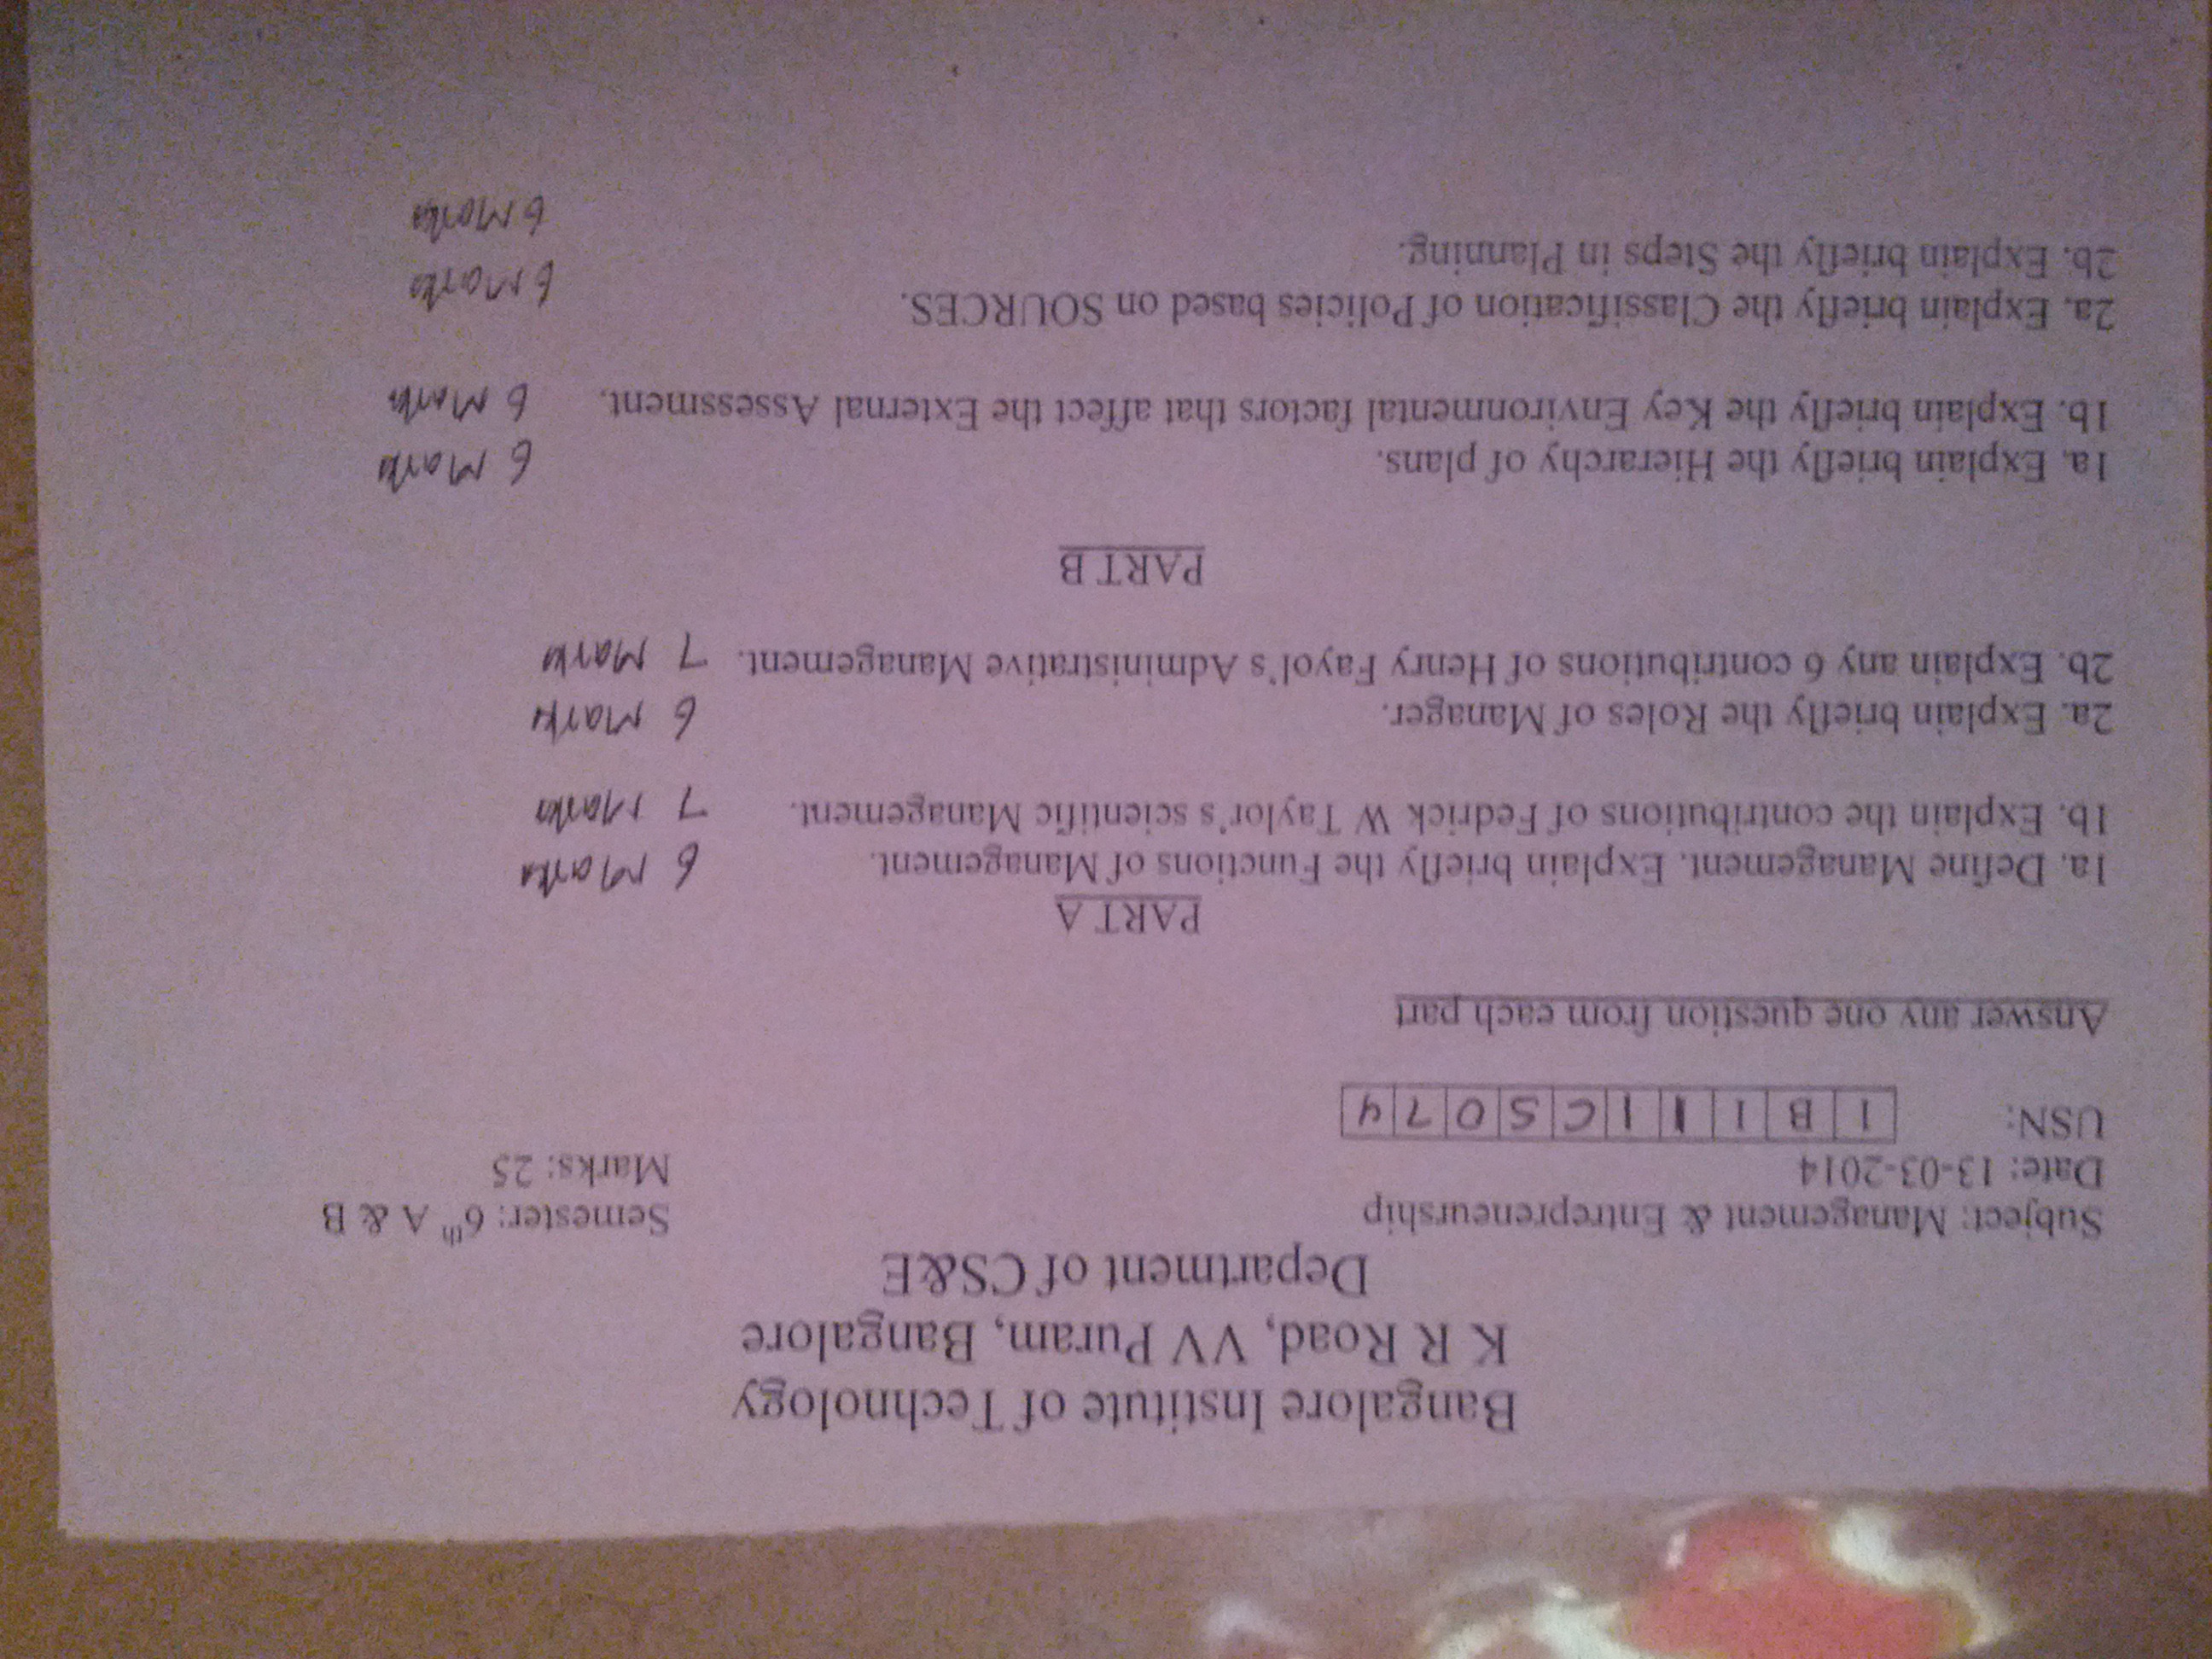 Bangalore Institute of Technology
K R Road, VV Puram, Bangalore
Department of CS&E
Subject: Management & Entrepreneurship Semester: 6th A & B
Date: 13-03-2014 Marks: 25
USN: 1 B I 1 1 C S 0 7 4
Answer any one question from each part
PART A
1a. Define Management. Explain briefly the Functions of Management. 6 Marks
1b. Explain the contributions of Fedrick W Taylor's scientific Management. 7 Marks
2a. Explain briefly the Roles of Manager. 6 Marks
2b. Explain any 6 contributions of Henry Fayol's Administrative Management. 7 Marks
PART B
1a. Explain briefly the Hierarchy of plans. 6 Marks
1b. Explain briefly the Key Environmental factors that affect the External Assessment. 6 Marks
2a. Explain briefly the Classification of Policies based on SOURCES. 6 Marks
2b. Explain briefly the Steps in Planning. 6 Marks